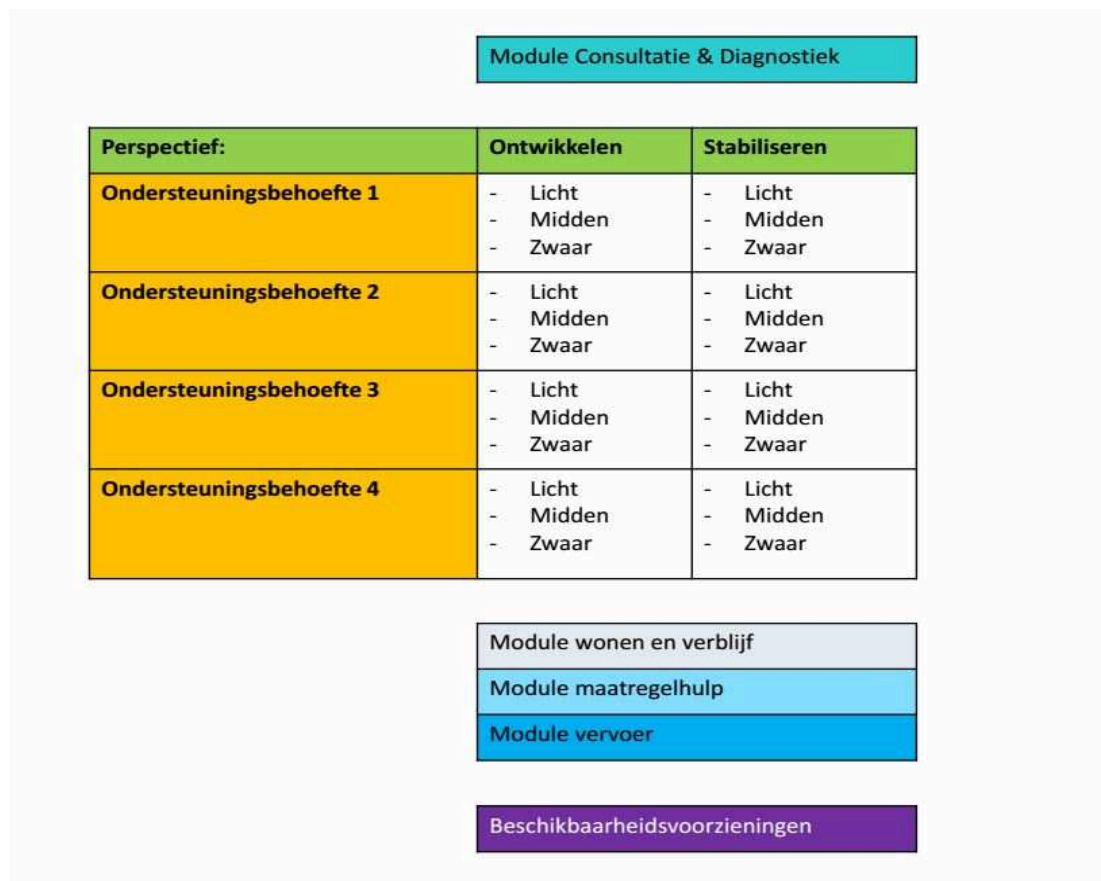 Module Consultatie & Diagnostiek
Perspectief: Ontwikkelen Stabiliseren
Ondersteuningsbehoefte 1 - Licht - Licht
- Midden - Midden
- Zwaar - Zwaar
Ondersteuningsbehoefte 2 - Licht - Licht
- Midden - Midden
- Zwaar - Zwaar
Ondersteuningsbehoefte 3 - Licht - Licht
- Midden - Midden
- Zwaar - Zwaar
Ondersteuningsbehoefte 4 - Licht - Licht
- Midden - Midden
- Zwaar - Zwaar
Module wonen en verblijf
Module maatregelhulp
Module vervoer
Beschikbaarheidsvoorzieningen